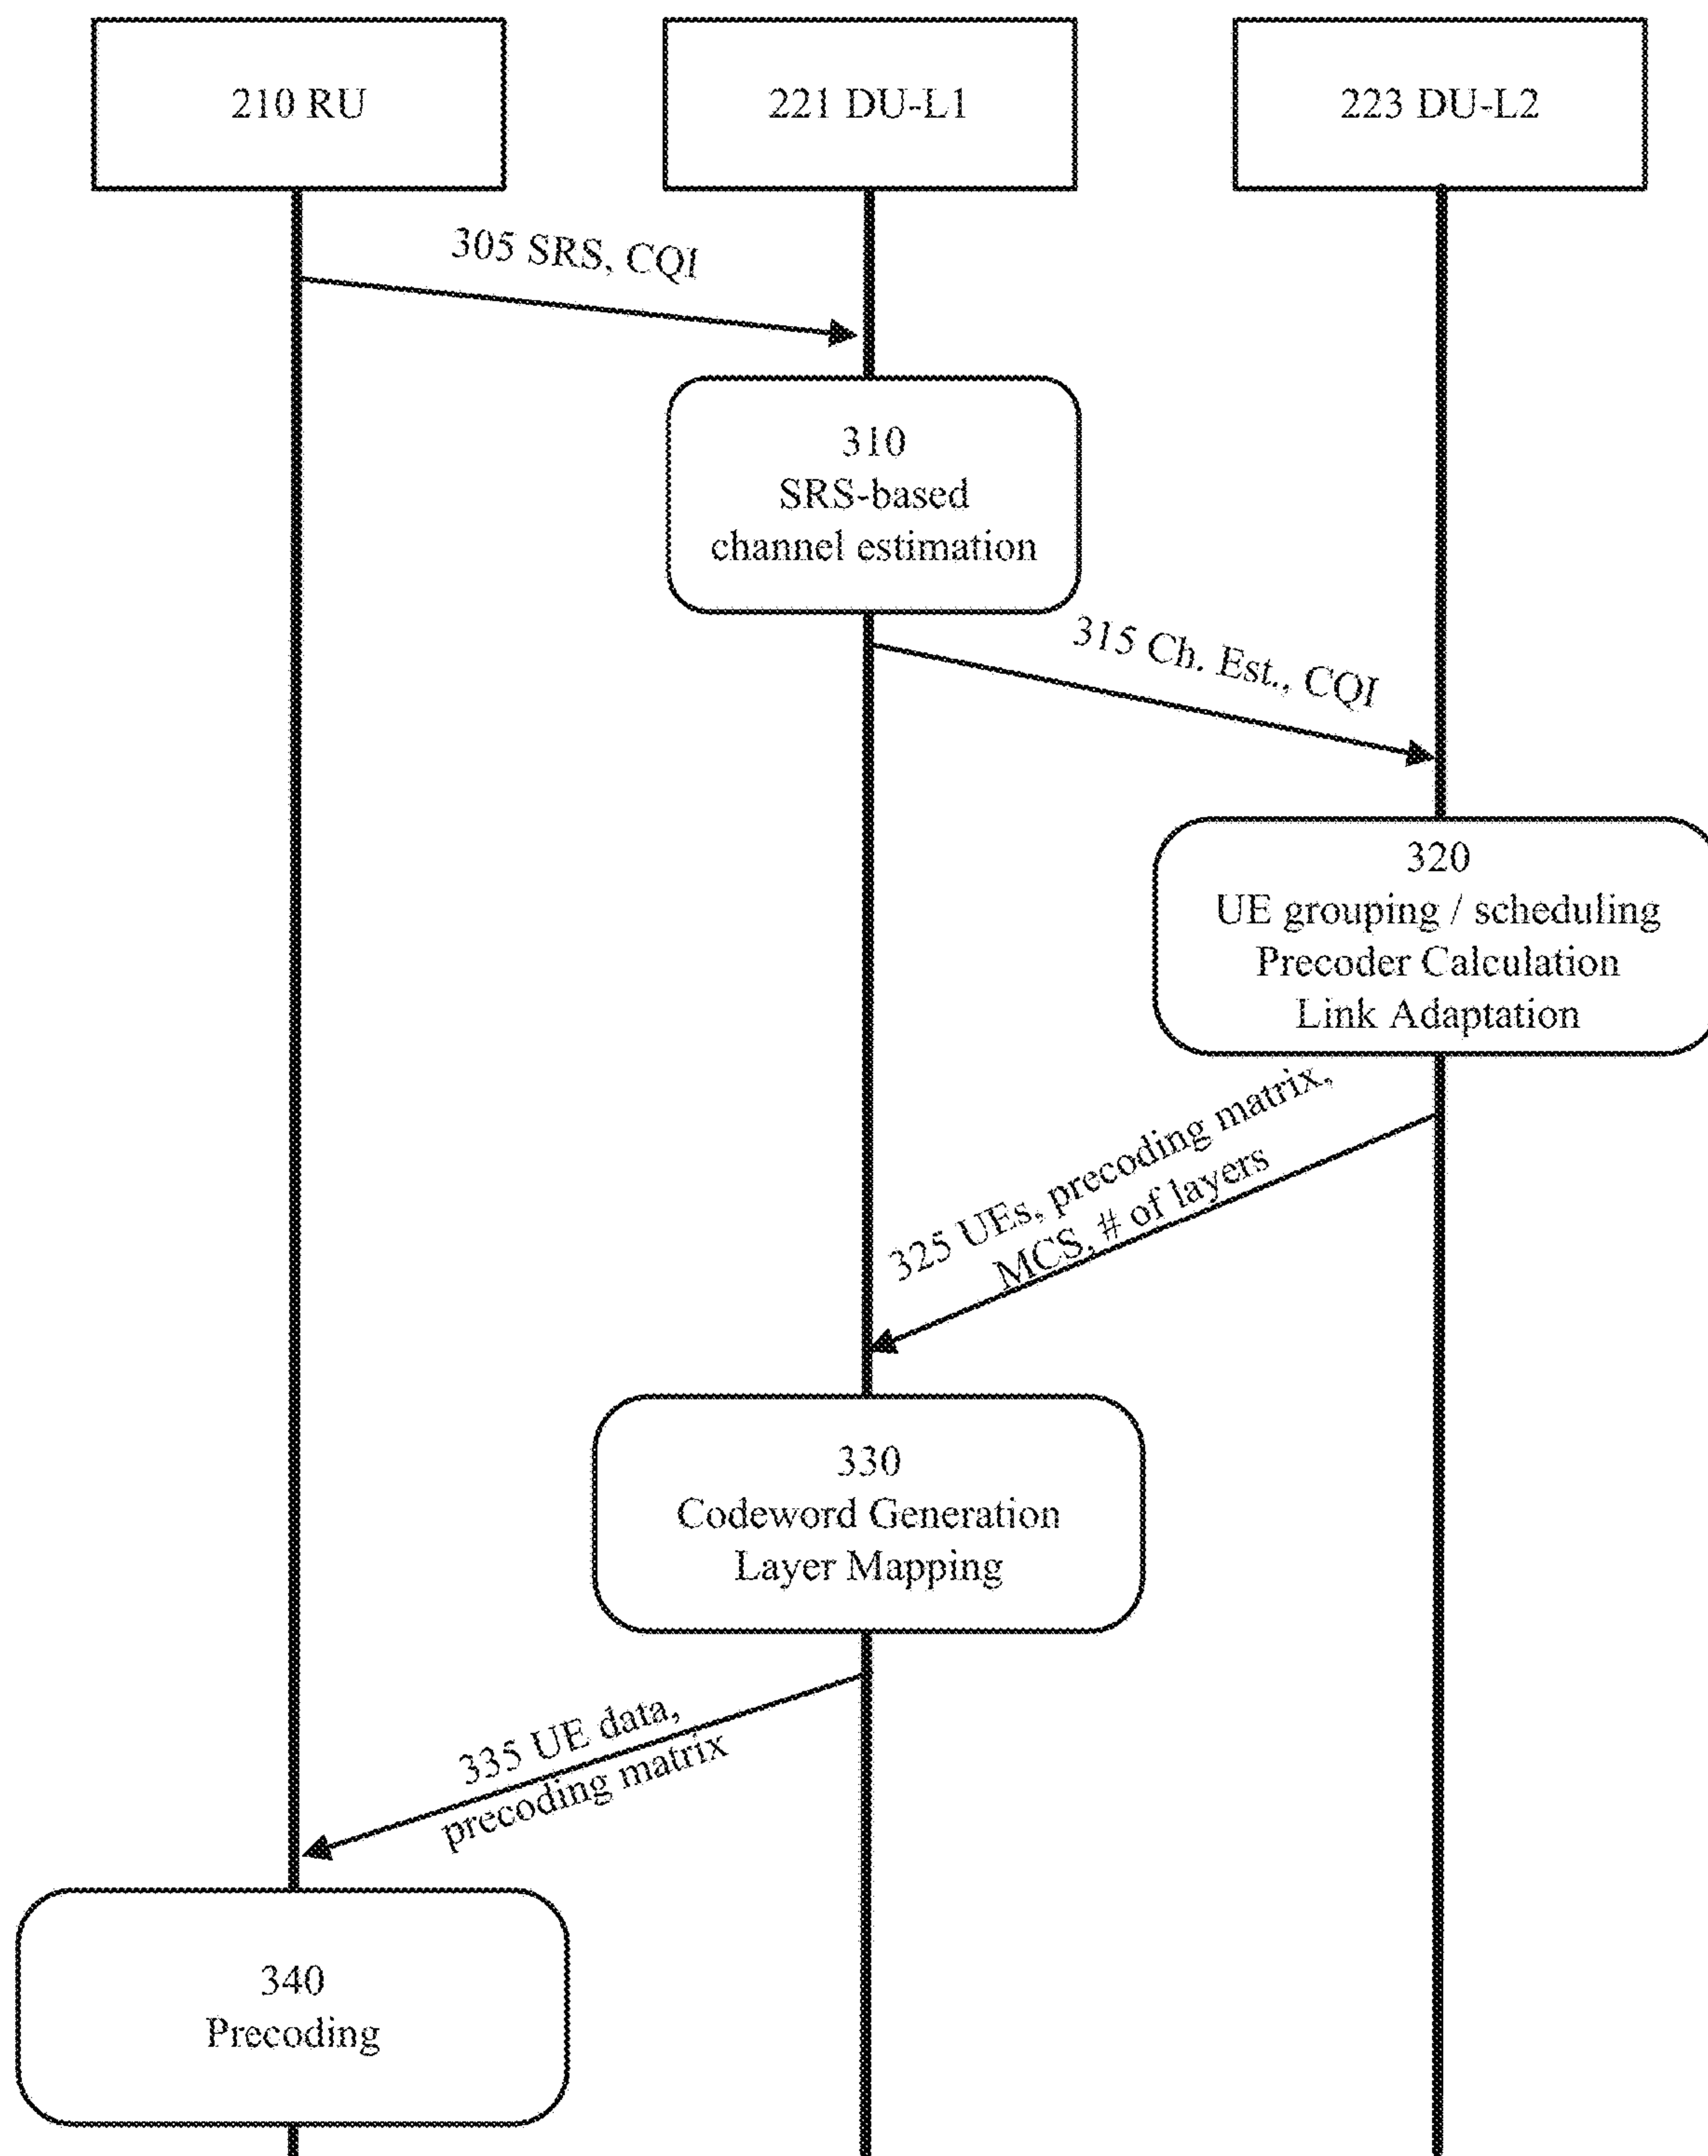 210 RU
221 DU-L1
223 DU-L2
305 SRS, CQI
310
SRS-based
channel estimation
315 Ch. Est., CQI
320
UE grouping / scheduling
Precoder Calculation
Link Adaptation
325 UEs, precoding matrix,
MCS, # of layers
330
Codeword Generation
Layer Mapping
335 UE data,
precoding matrix
340
Precoding